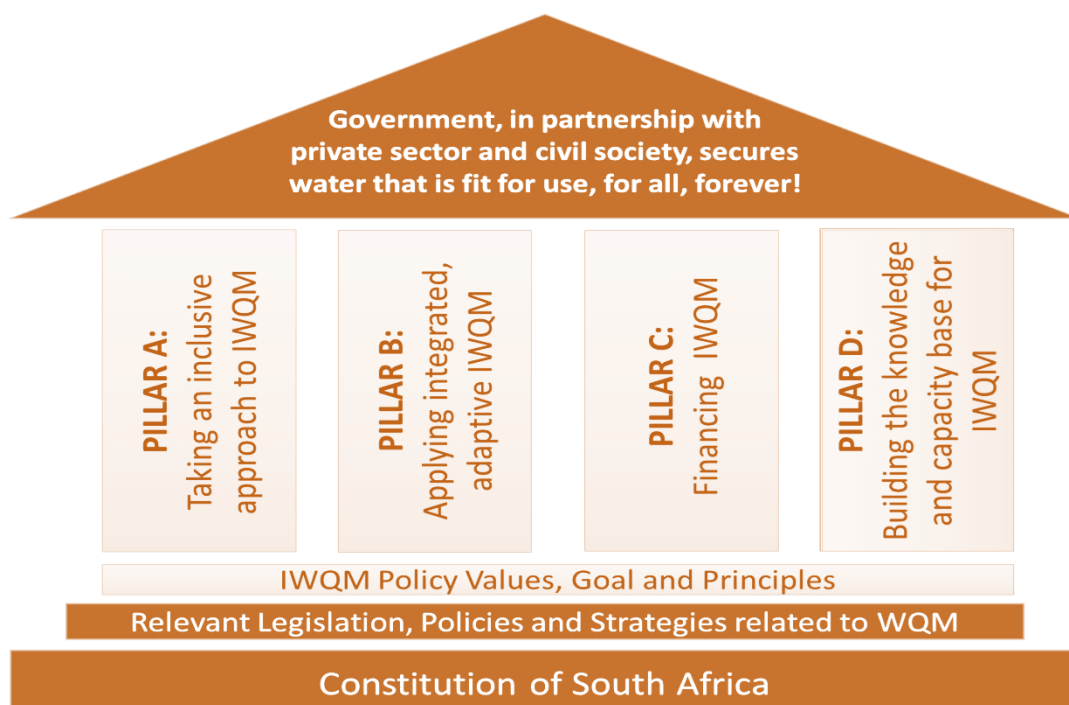 Government, in partnership with
private sector and civil society, secures
water that is fit for use, for all, forever!
PILLAR A:
Taking an inclusive
approach to IWQM
PILLAR B:
Applying integrated,
adaptive IWQM
PILLAR C:
Financing IWQM
PILLAR D:
Building the knowledge
and capacity base for
IWQM
IWQM Policy Values, Goal and Principles
Relevant Legislation, Policies and Strategies related to WQM
Constitution of South Africa